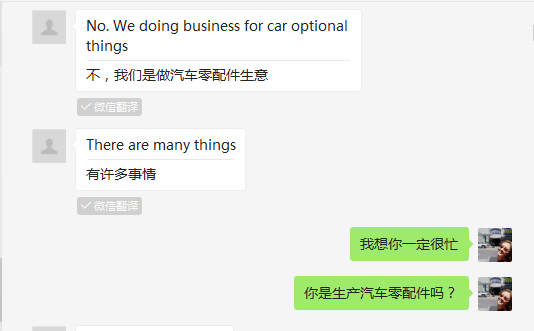 No. We doing business for car optional
things
不，我们是做汽车零配件生意
微信翻译
There are many things
有许多事情
微信翻译
我想你一定很忙
你是生产汽车零配件吗？